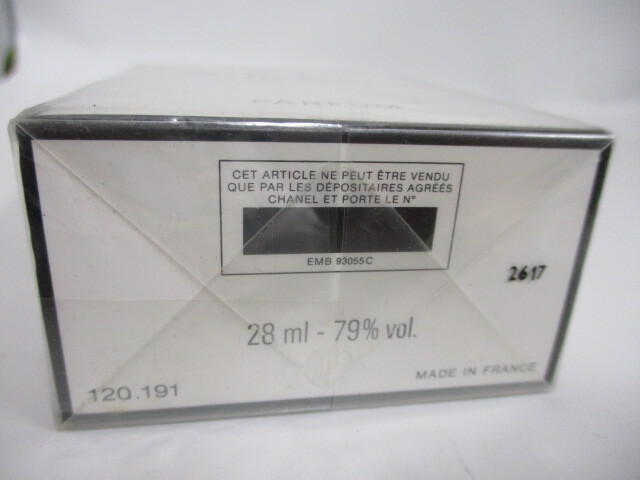 PARFUM
CET ARTICLE NE PEUT ÊTRE VENDU
QUE PAR LES DÉPOSITAIRES AGRÉÉS
CHANEL ET PORTE LE N°
EMB 93055C
2617
28 ml - 79% vol.
MADE IN FRANCE
120.191